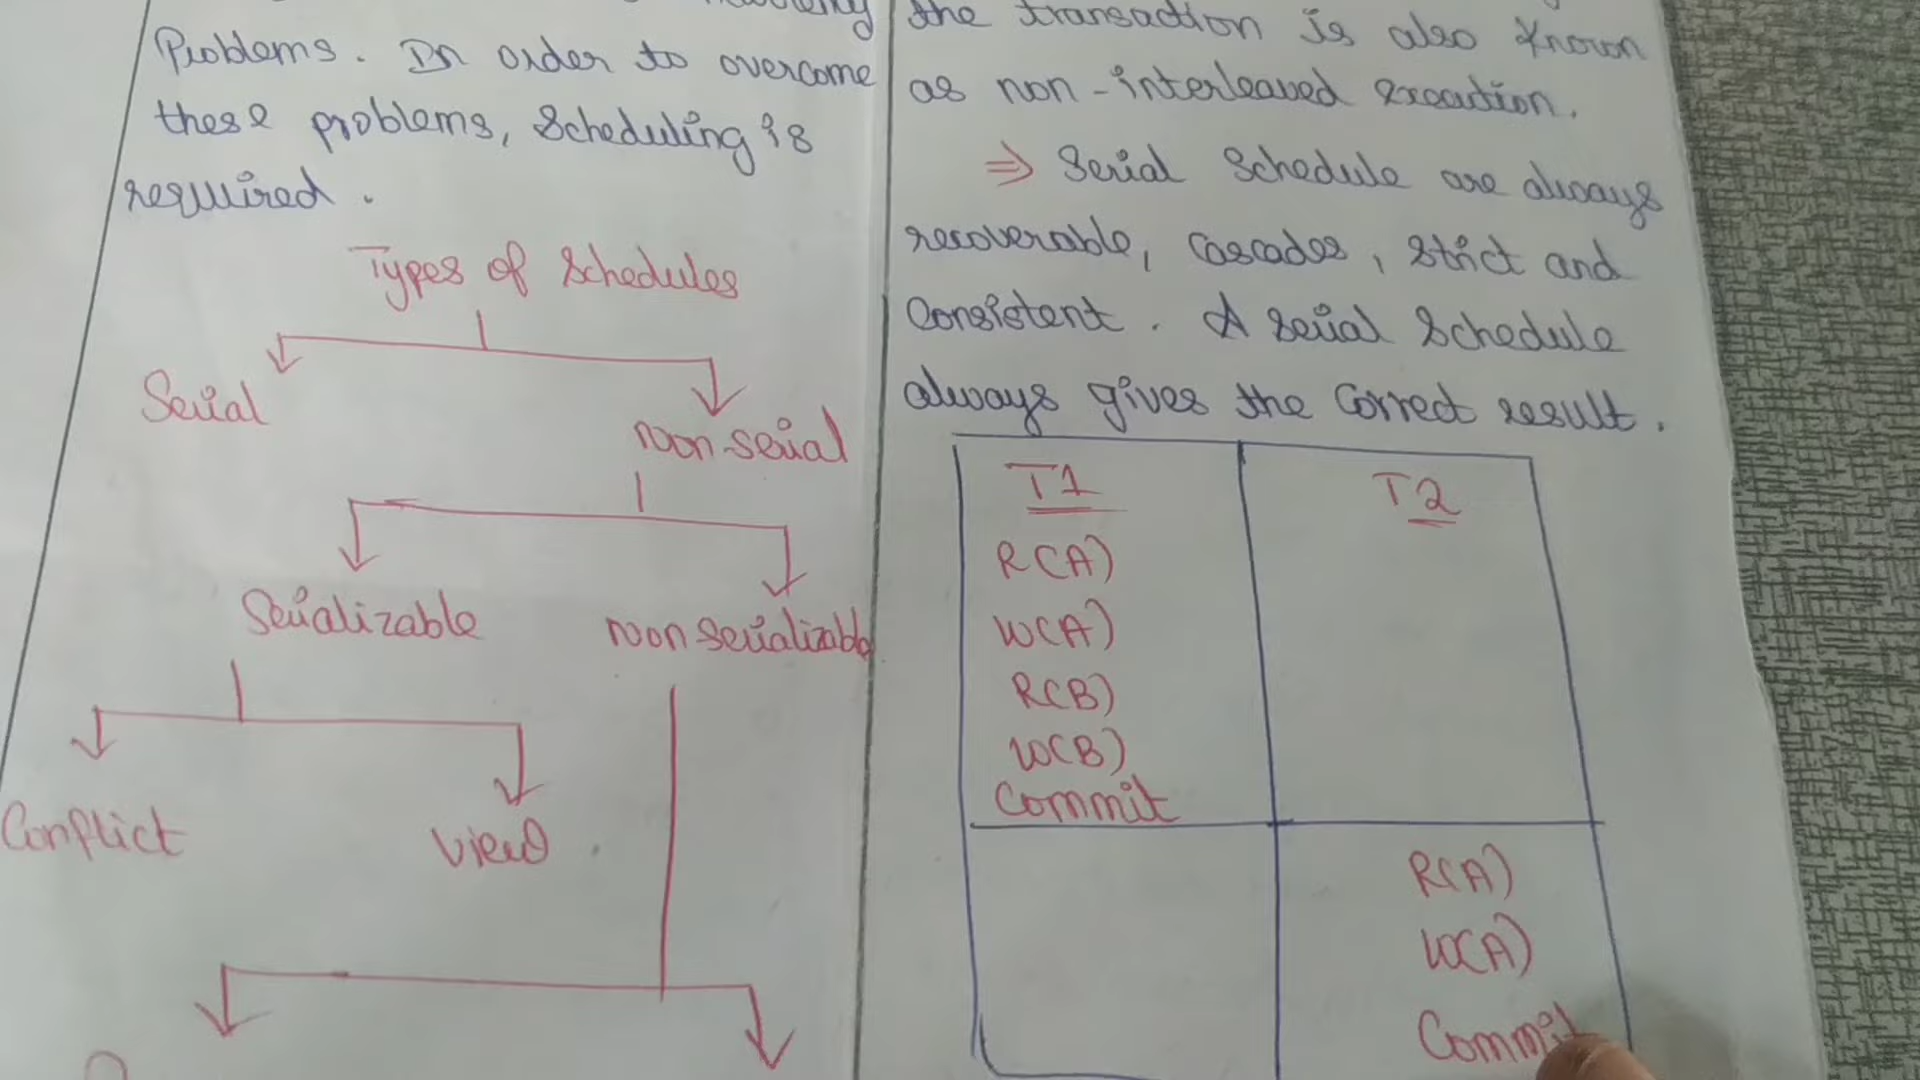 Problems. In order to overcome
these problems, Scheduling is
required.
Types of Schedules
Serial
non-serial
Serializable
non serializable
Conflict
View
the transaction is also known
as non-interleaved execution.
⇒ Serial Schedule are always
recoverable, Cascades, strict and
Consistent. A serial Schedule
always gives the correct result.
T1 T2
R(A)
W(A)
R(B)
W(B)
Commit
R(A)
W(A)
Commit